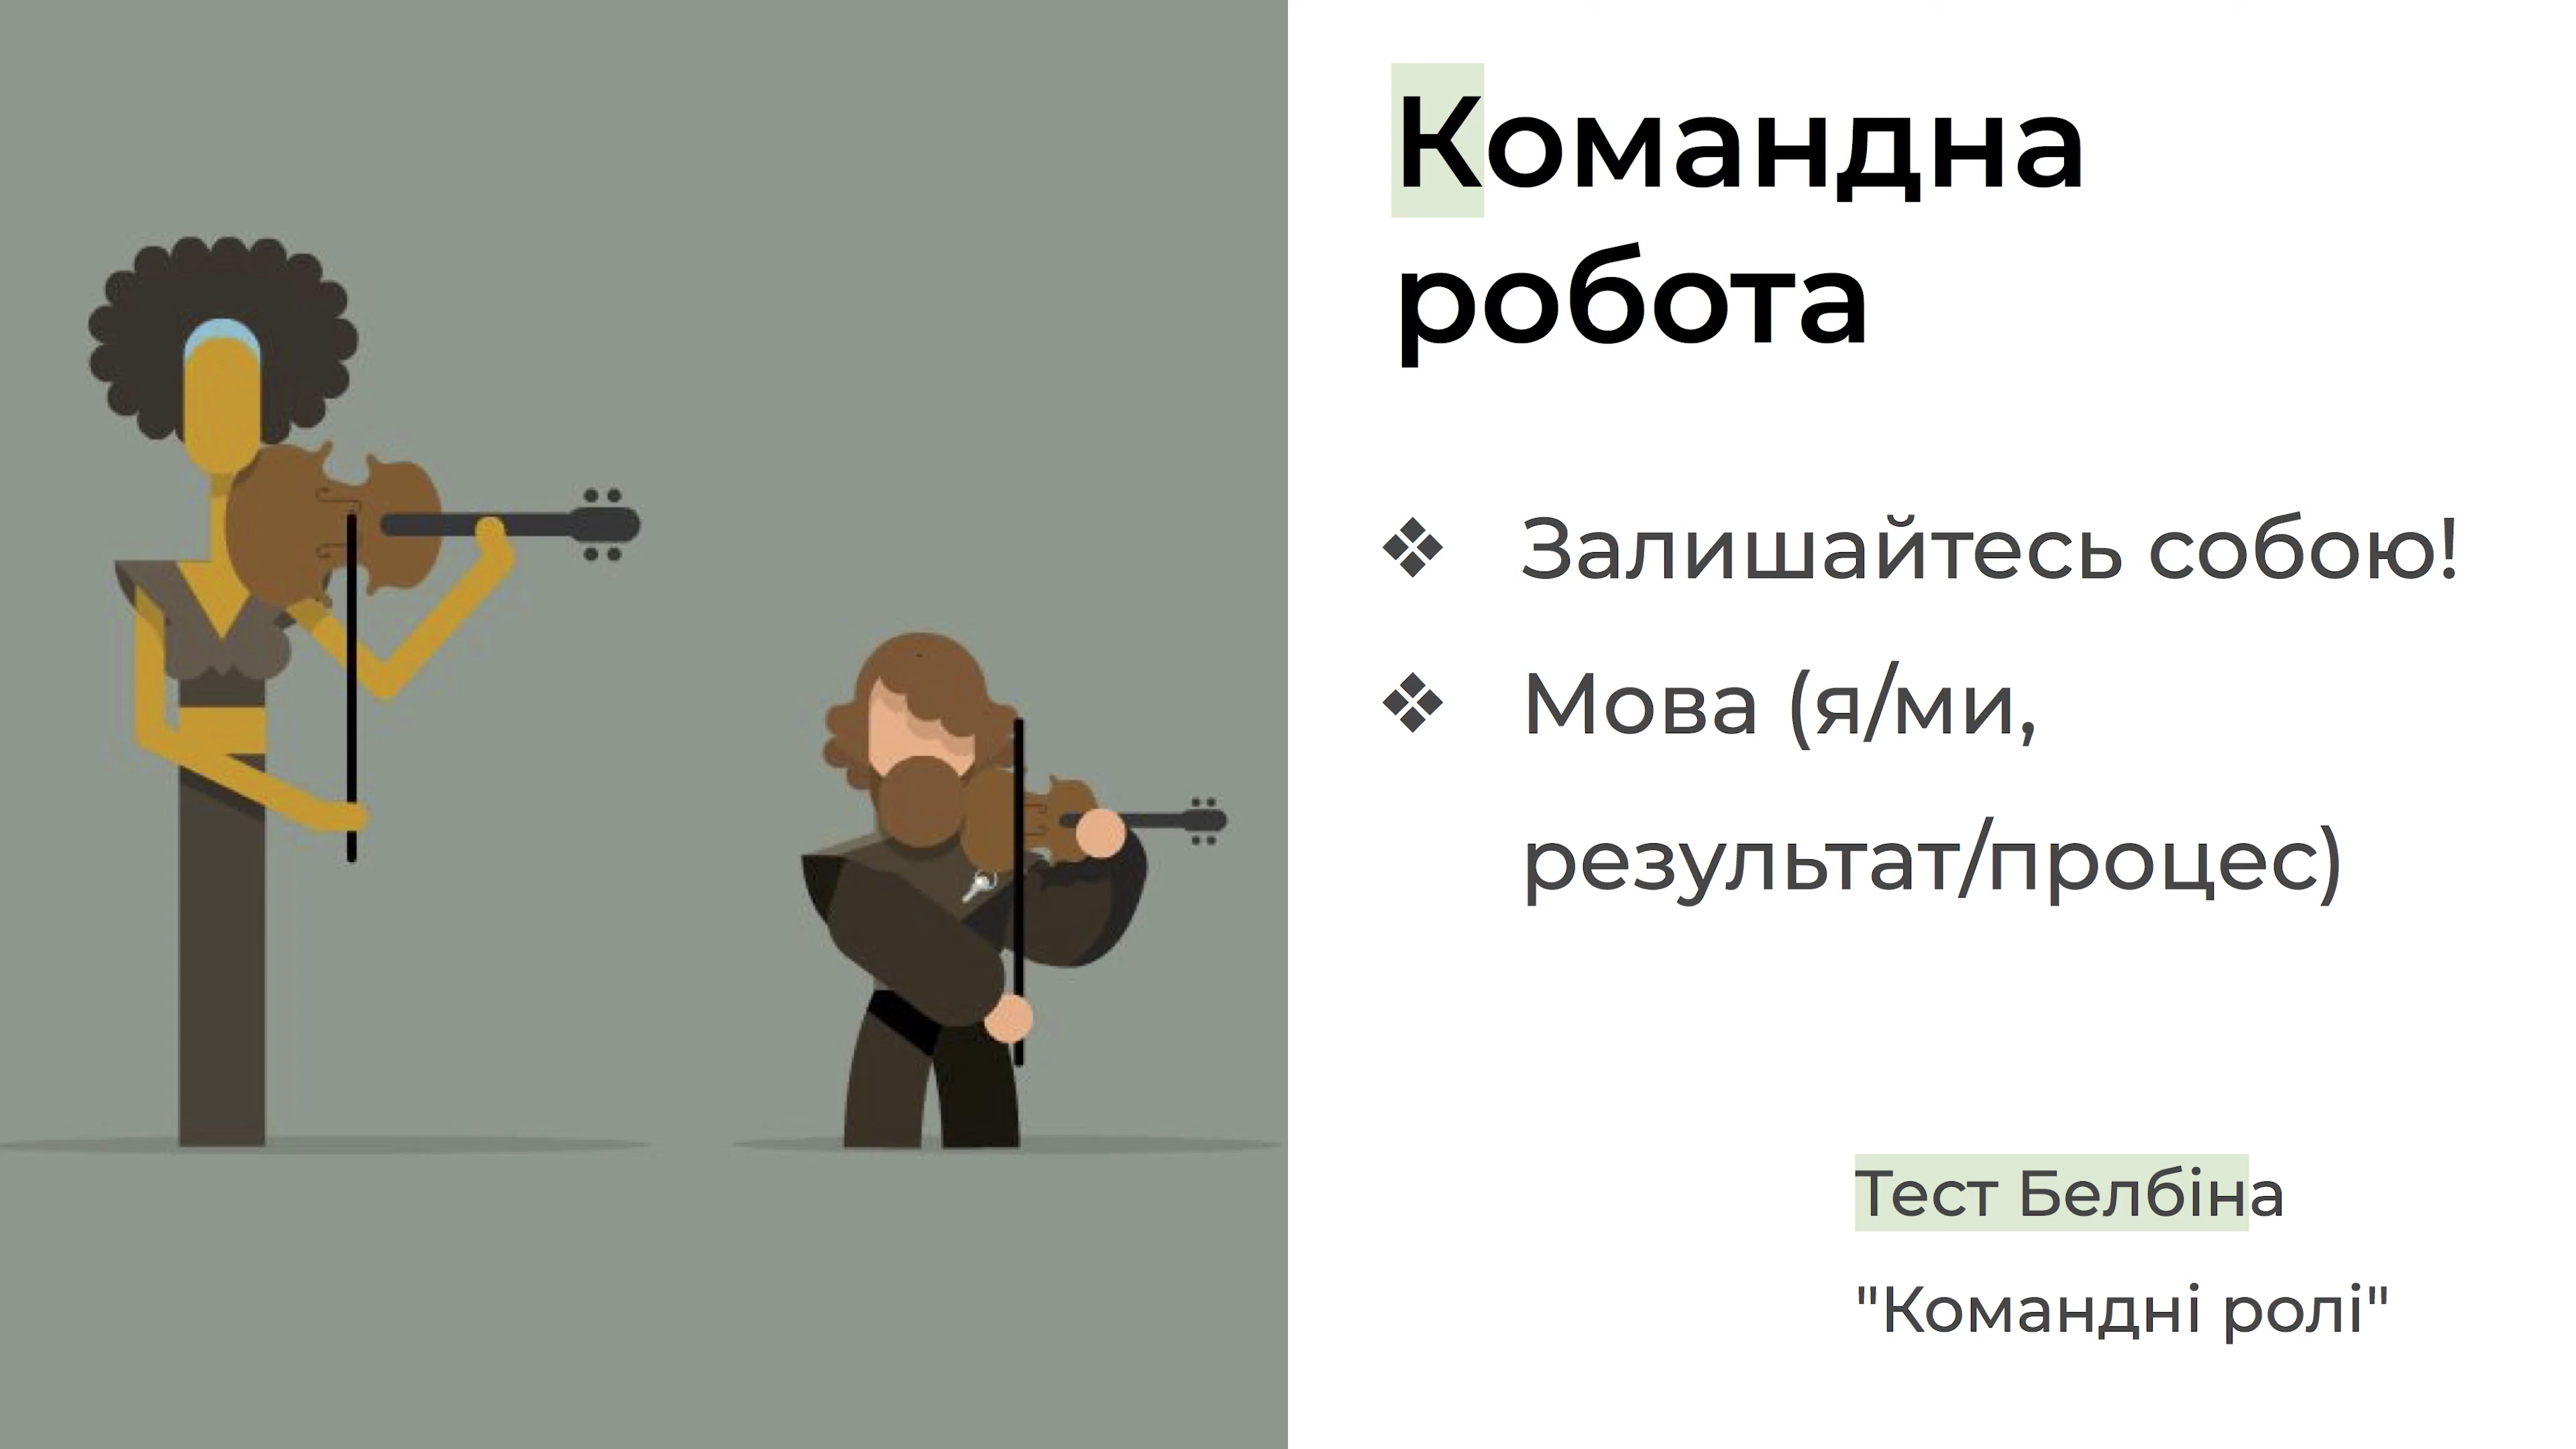 Командна
робота
❖ Залишайтесь собою!
❖ Мова (я/ми,
результат/процес)
Тест Белбіна
"Командні ролі"